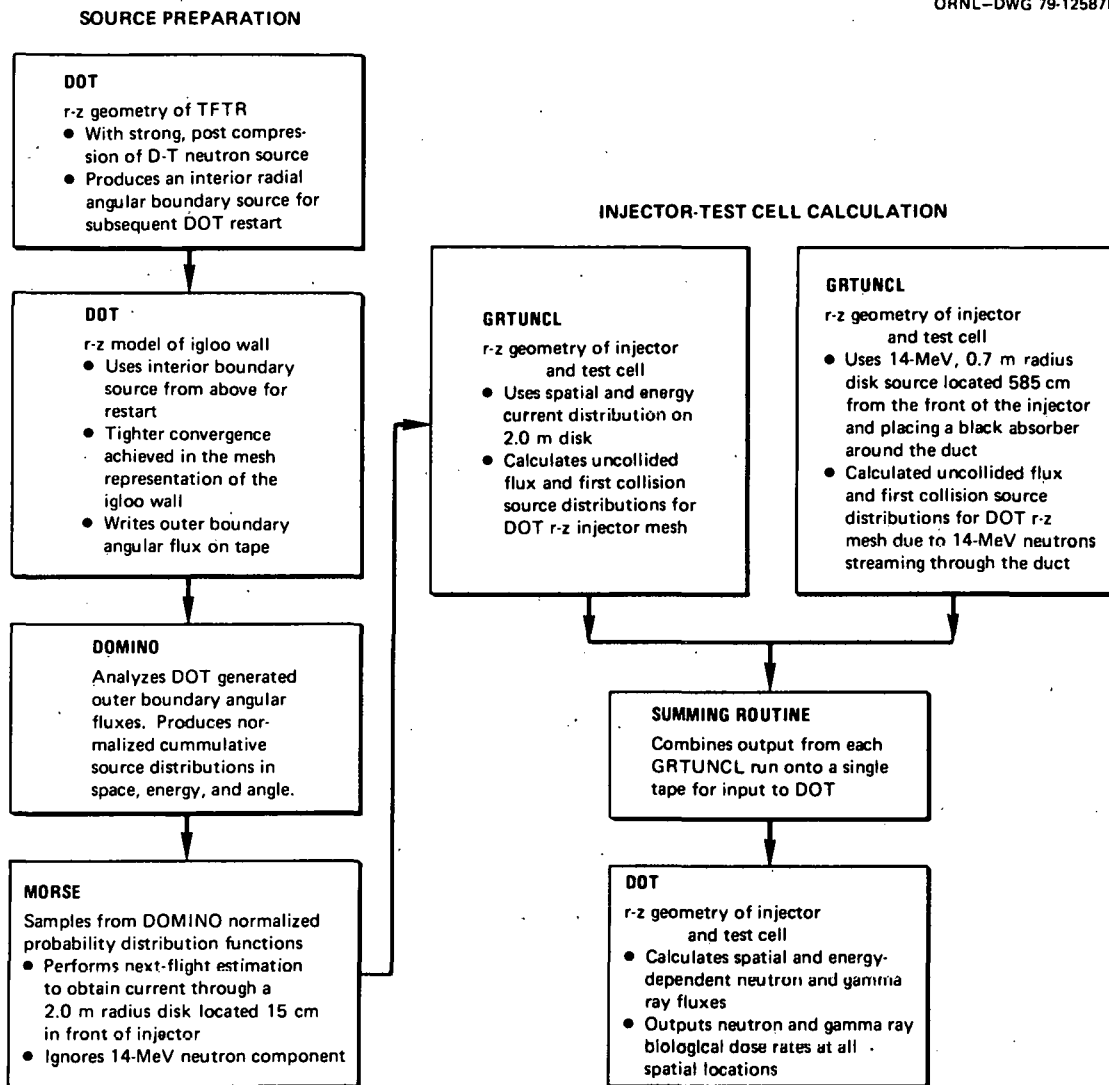 ORNL–DWG 79-12587
SOURCE PREPARATION
DOT
r-z geometry of TFTR
● With strong, post compres-
sion of D-T neutron source
● Produces an interior radial
angular boundary source for
subsequent DOT restart
DOT
r-z model of igloo wall
● Uses interior boundary
source from above for
restart
● Tighter convergence
achieved in the mesh
representation of the
igloo wall
● Writes outer boundary
angular flux on tape
DOMINO
Analyzes DOT generated
outer boundary angular
fluxes. Produces nor-
malized cummulative
source distributions in
space, energy, and angle.
MORSE
Samples from DOMINO normalized
probability distribution functions
● Performs next-flight estimation
to obtain current through a
2.0 m radius disk located 15 cm
in front of injector
● Ignores 14-MeV neutron component
INJECTOR-TEST CELL CALCULATION
GRTUNCL
r-z geometry of injector
and test cell
● Uses spatial and energy
current distribution on
2.0 m disk
● Calculates uncollided
flux and first collision
source distributions for
DOT r-z injector mesh
GRTUNCL
r-z geometry of injector
and test cell
● Uses 14-MeV, 0.7 m radius
disk source located 585 cm
from the front of the injector
and placing a black absorber
around the duct
● Calculated uncollided flux
and first collision source
distributions for DOT r-z
mesh due to 14-MeV neutrons
streaming through the duct
SUMMING ROUTINE
Combines output from each
GRTUNCL run onto a single
tape for input to DOT
DOT
r-z geometry of injector
and test cell
● Calculates spatial and energy-
dependent neutron and gamma
ray fluxes
● Outputs neutron and gamma ray
biological dose rates at all
spatial locations